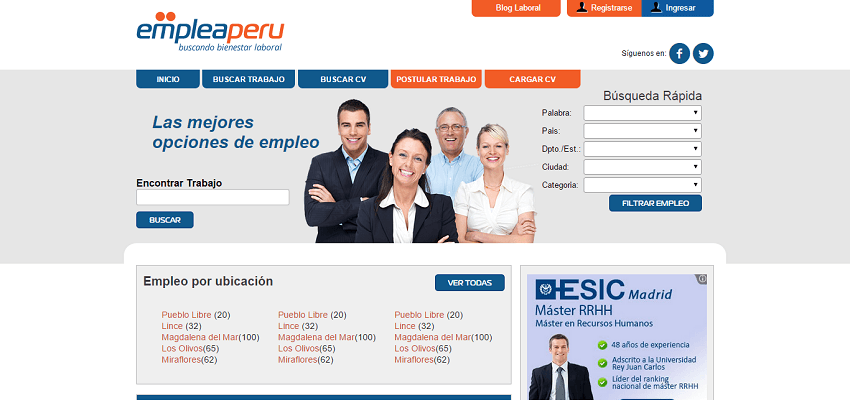 Blog Laboral
Registrarse
Ingresar
empleaperu
buscando bienestar laboral
Síguenos en:
INICIO
BUSCAR TRABAJO
BUSCAR CV
POSTULAR TRABAJO
CARGAR CV
Las mejores
opciones de empleo
Encontrar Trabajo
BUSCAR
Búsqueda Rápida
Palabra:
País:
Dpto./Est.:
Ciudad:
Categoria:
FILTRAR EMPLEO
Empleo por ubicación
VER TODAS
Pueblo Libre (20)
Lince (32)
Magdalena del Mar(100)
Los Olivos(65)
Miraflores(62)
Pueblo Libre (20)
Lince (32)
Magdalena del Mar(100)
Los Olivos(65)
Miraflores(62)
Pueblo Libre (20)
Lince (32)
Magdalena del Mar(100)
Los Olivos(65)
Miraflores(62)
ESIC Madrid
Máster RRHH
Máster en Recursos Humanos
48 años de experiencia
Adscrito a la Universidad
Rey Juan Carlos
Líder del ranking
nacional de máster RRHH